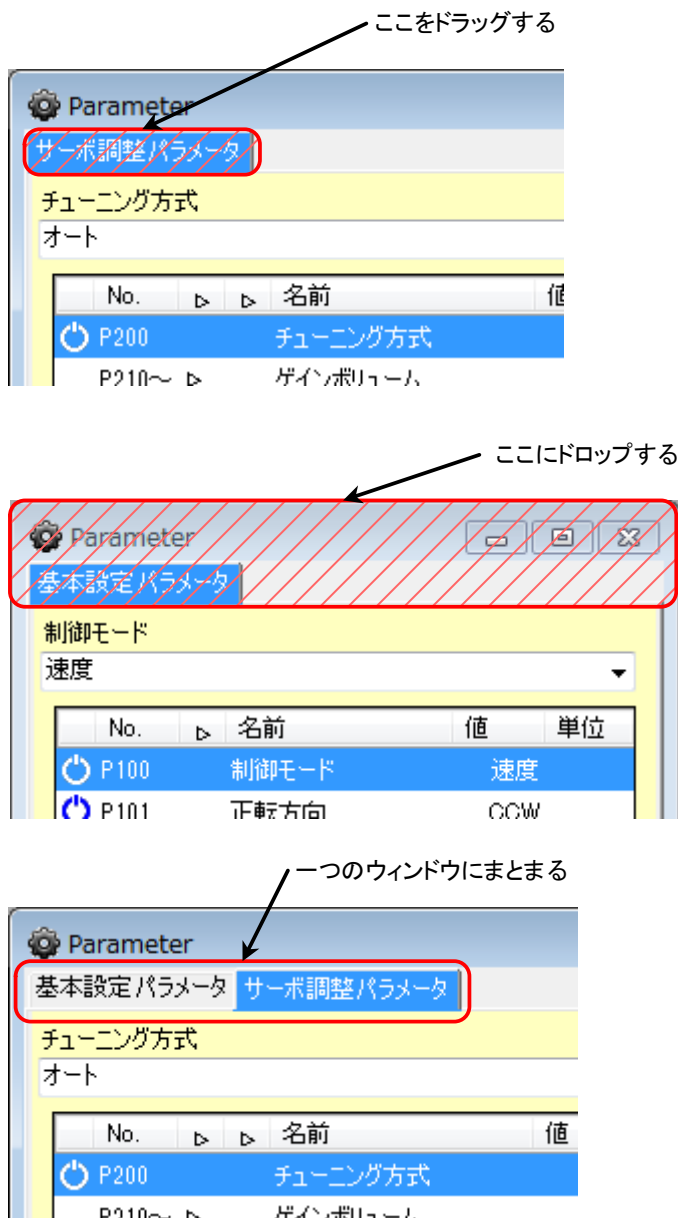 ここをドラッグする
Parameter
サーボ調整パラメータ
チューニング方式
オート
No. ▷ ▷ 名前 値
P200 チューニング方式
P210～ ▷ ゲインボリューム
ここにドロップする
Parameter
基本設定パラメータ
制御モード
速度
No. ▷ 名前 値 単位
P100 制御モード 速度
P101 正転方向 CCW
一つのウィンドウにまとまる
Parameter
基本設定パラメータ サーボ調整パラメータ
チューニング方式
オート
No. ▷ ▷ 名前 値
P200 チューニング方式
P210～ ▷ ゲインボリューム